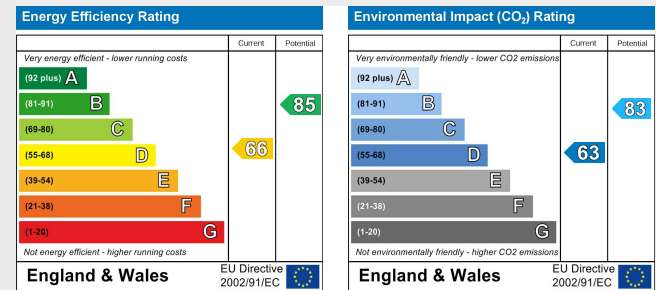 Energy Efficiency Rating
Current Potential
Very energy efficient - lower running costs
(92 plus) A
(81-91) B
85
(69-80) C
66
(55-68) D
(39-54) E
(21-38) F
(1-20) G
Not energy efficient - higher running costs
England & Wales
EU Directive
2002/91/EC
Environmental Impact (CO₂) Rating
Current Potential
Very environmentally friendly - lower CO2 emissions
(92 plus) A
(81-91) B
83
(69-80) C
(55-68) D
63
(39-54) E
(21-38) F
(1-20) G
Not environmentally friendly - higher CO2 emissions
England & Wales
EU Directive
2002/91/EC